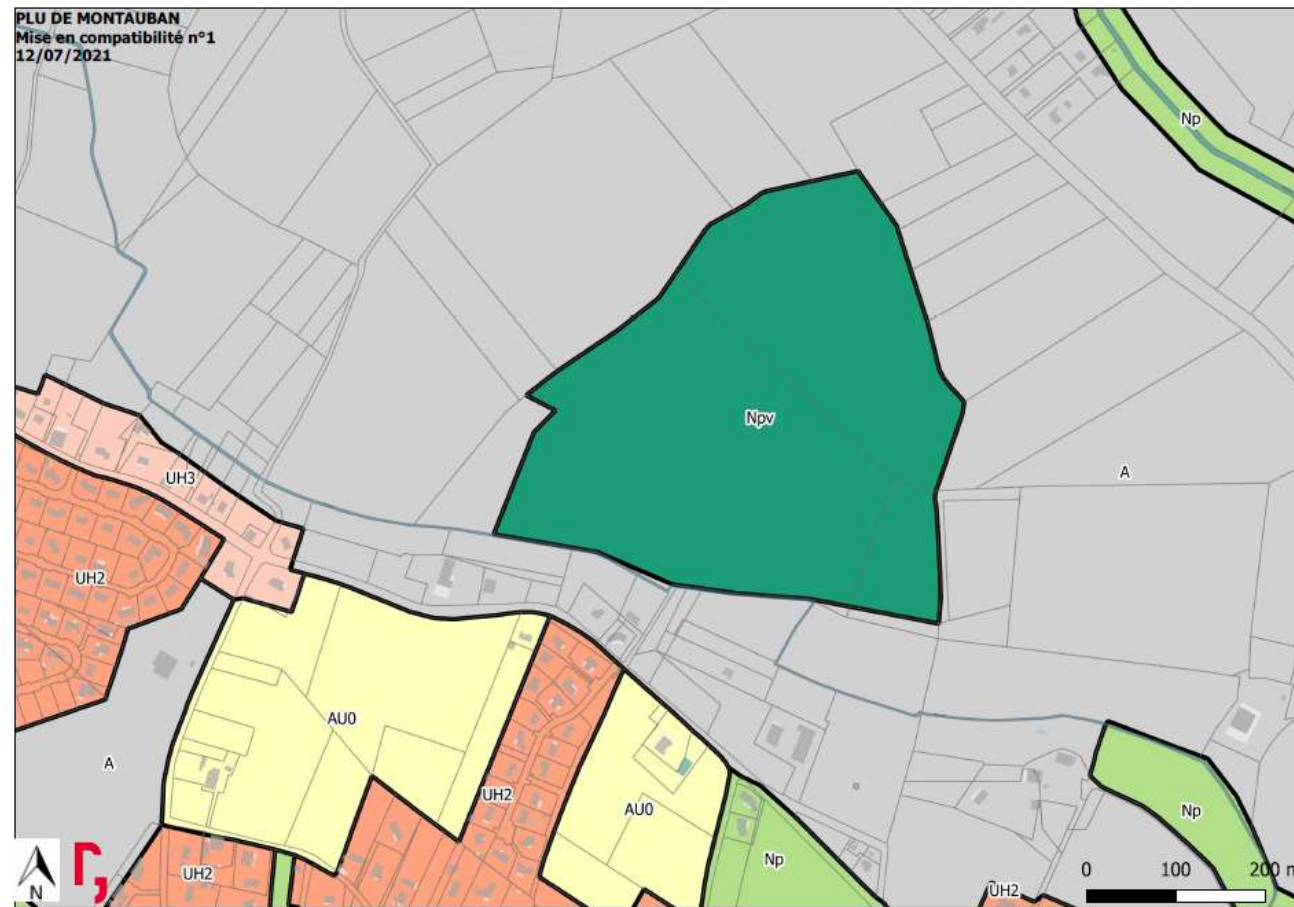 PLU DE MONTAUBAN
Mise en compatibilité n°1
12/07/2021
Np
Npv
A
UH3
UH2
AU0
A
UH2
AU0
Np
Np
UH2
UH2
0 100 200 m
N